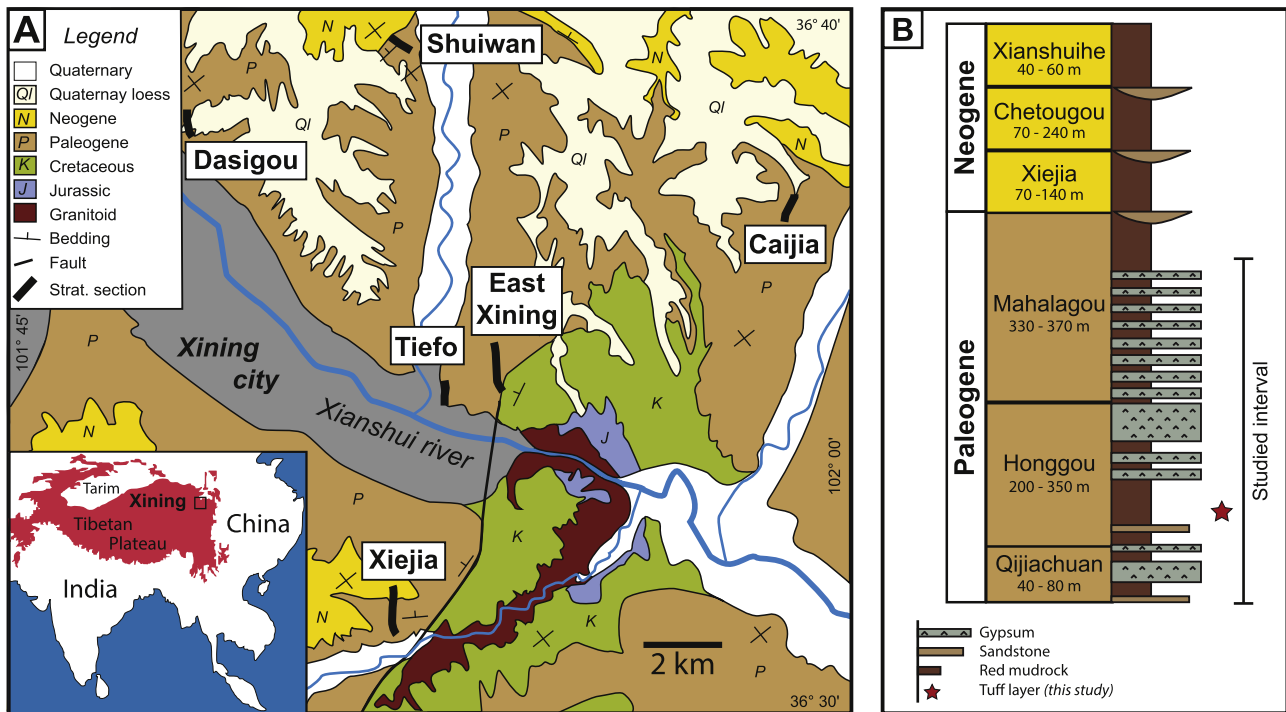 A
Legend
Quaternary
Ql Quaternay loess
N Neogene
P Paleogene
K Cretaceous
J Jurassic
Granitoid
Bedding
Fault
Strat. section
36° 40'
N
Shuiwan
N
P
Ql
Ql
P
Ql
N
Dasigou
P
Caijia
East
Xining
P
101° 45'
P
Tiefo
Xining
city
K
Xianshui river
N
J
102° 00'
P
K
Tarim
Xining
Tibetan
Plateau
China
India
Xiejia
N
K
2 km
P
36° 30'
B
Neogene
Xianshuihe
40 - 60 m
Chetougou
70 - 240 m
Xiejia
70 -140 m
Paleogene
Mahalagou
330 - 370 m
Honggou
200 - 350 m
Qijiachuan
40 - 80 m
Studied interval
Gypsum
Sandstone
Red mudrock
Tuff layer (this study)